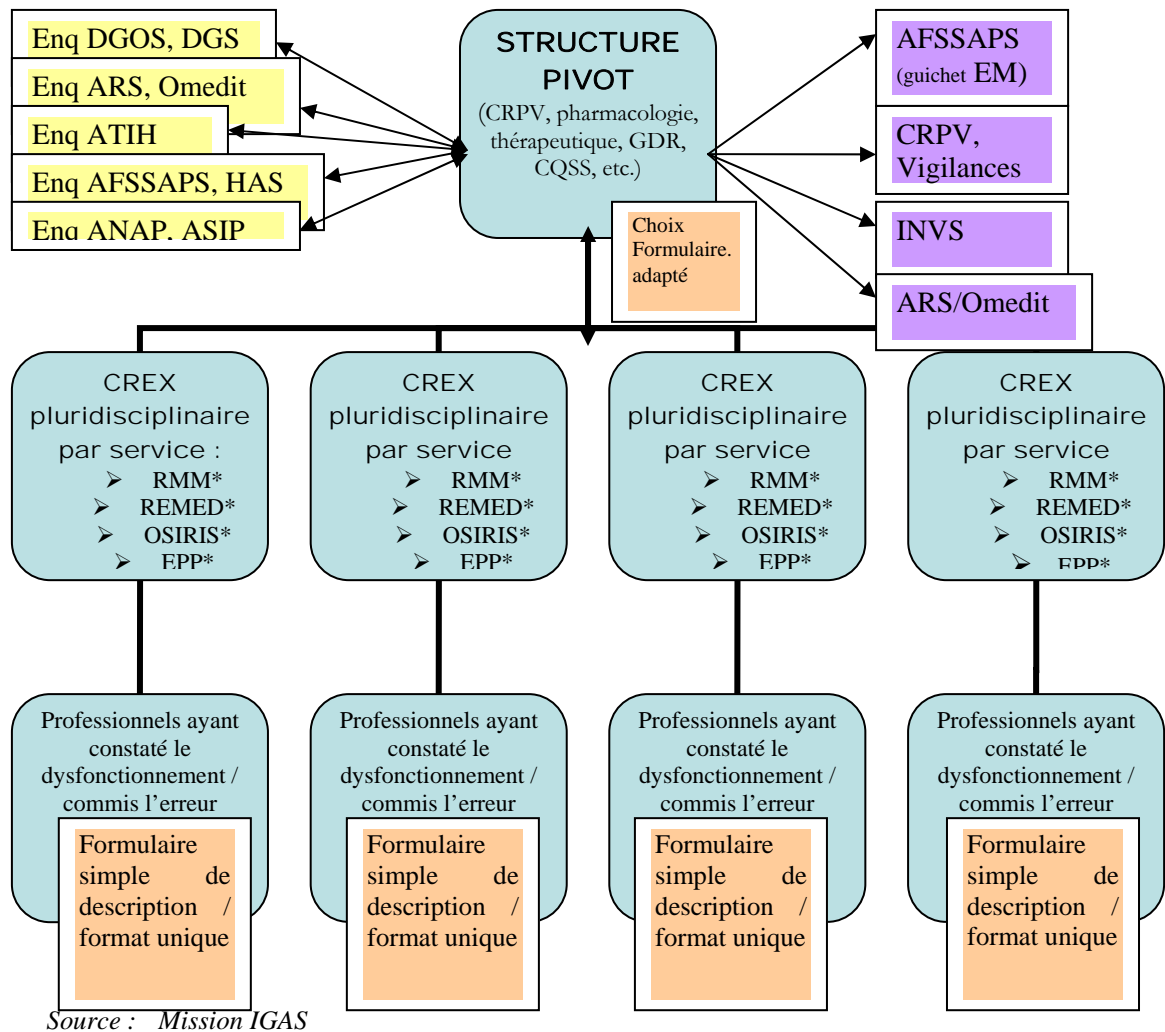 Enq DGOS, DGS
Enq ARS, Omedit
Enq ATIH
Enq AFSSAPS, HAS
Enq ANAP, ASIP
STRUCTURE
PIVOT
(CRPV, pharmacologie,
thérapeutique, GDR,
CQSS, etc.)
Choix
Formulaire.
adapté
AFSSAPS
(guichet EM)
CRPV,
Vigilances
INVS
ARS/Omedit
CREX
pluridisciplinaire
par service :
➢ RMM*
➢ REMED*
➢ OSIRIS*
➢ EPP*
CREX
pluridisciplinaire
par service
➢ RMM*
➢ REMED*
➢ OSIRIS*
➢ EPP*
CREX
pluridisciplinaire
par service
➢ RMM*
➢ REMED*
➢ OSIRIS*
➢ EPP*
CREX
pluridisciplinaire
par service
➢ RMM*
➢ REMED*
➢ OSIRIS*
➢ EPP*
Professionnels ayant
constaté le
dysfonctionnement /
commis l'erreur
Formulaire
simple de
description /
format unique
Professionnels ayant
constaté le
dysfonctionnement /
commis l'erreur
Formulaire
simple de
description /
format unique
Professionnels ayant
constaté le
dysfonctionnement /
commis l'erreur
Formulaire
simple de
description /
format unique
Professionnels ayant
constaté le
dysfonctionnement /
commis l'erreur
Formulaire
simple de
description /
format unique
Source : Mission IGAS